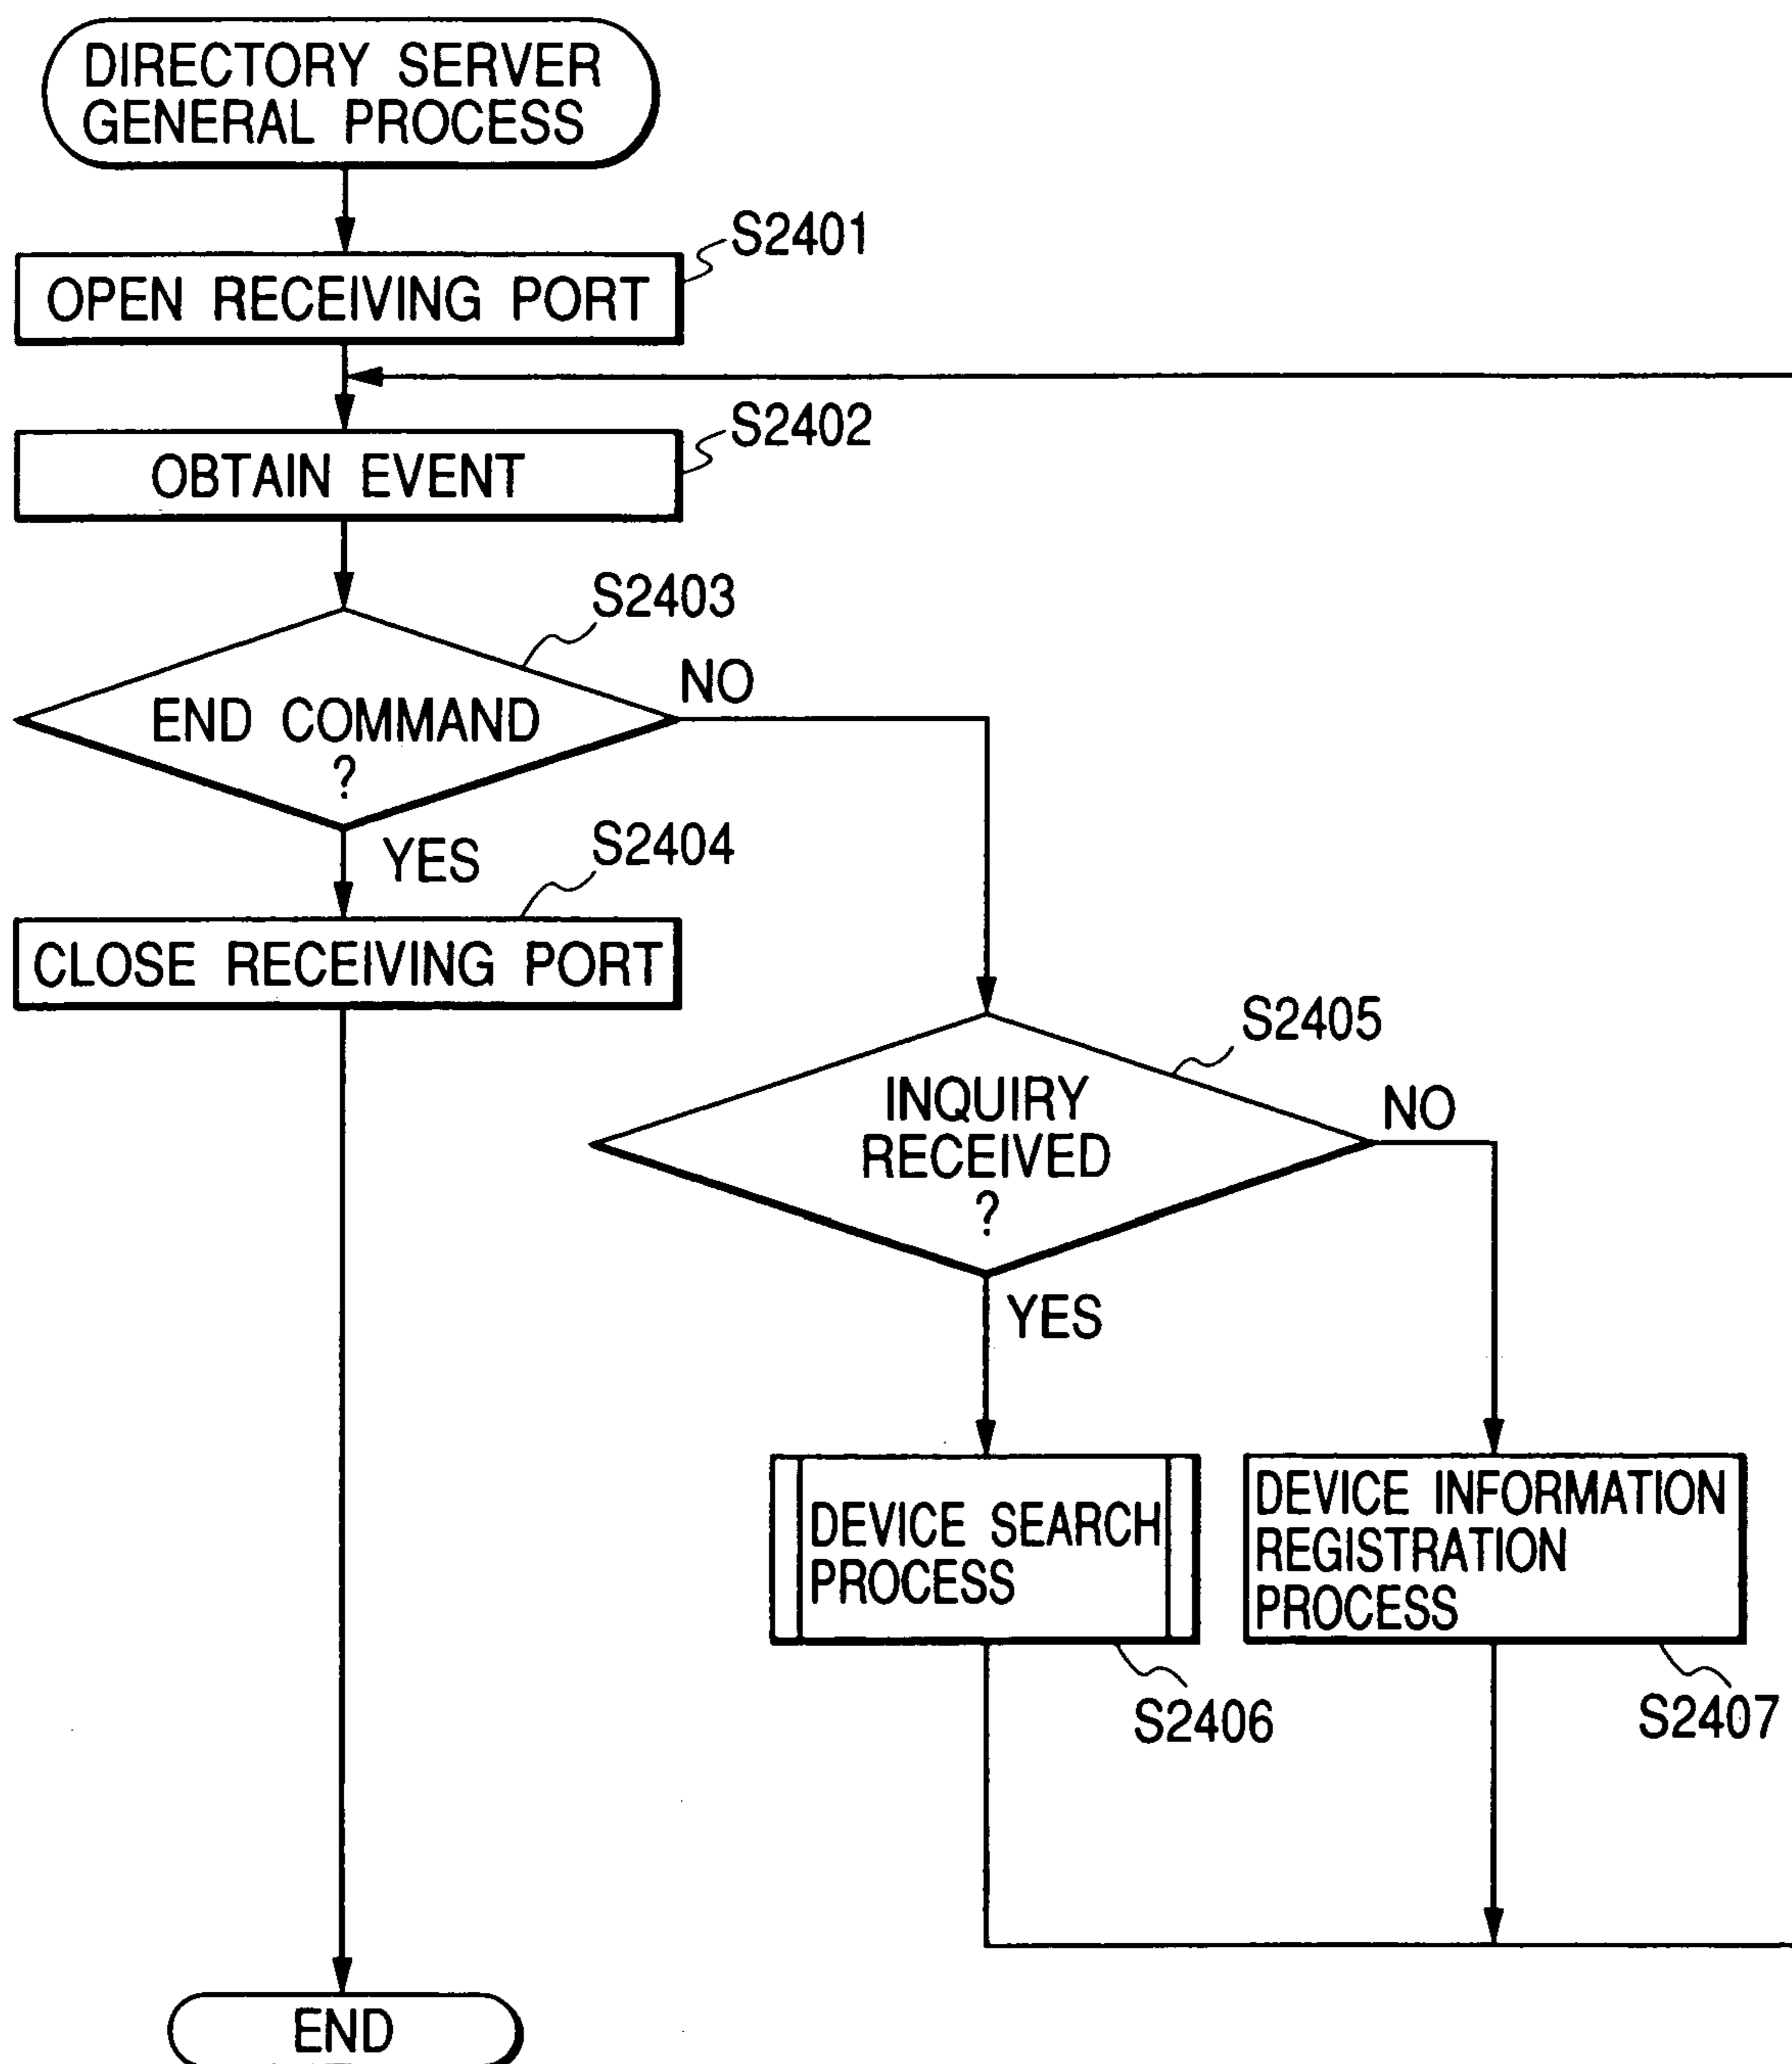 DIRECTORY SERVER
GENERAL PROCESS
S2401
OPEN RECEIVING PORT
S2402
OBTAIN EVENT
S2403
END COMMAND
?
NO
YES
S2404
CLOSE RECEIVING PORT
S2405
INQUIRY
RECEIVED
?
NO
YES
DEVICE SEARCH
PROCESS
S2406
DEVICE INFORMATION
REGISTRATION
PROCESS
S2407
END